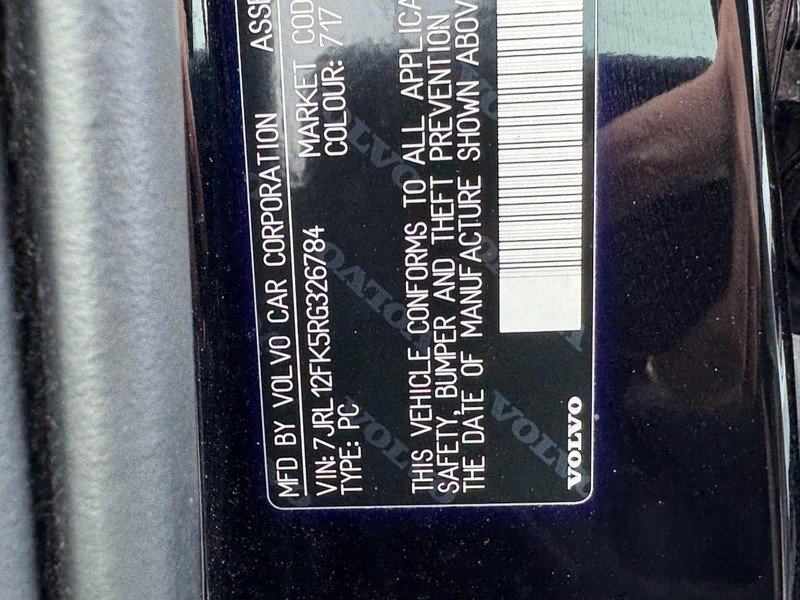 MFD BY VOLVO CAR CORPORATION
VIN: 7JRL12FK5RG326784
MARKET COD
TYPE: PC
COLOUR: 717
THIS VEHICLE CONFORMS TO ALL APPLICA
SAFETY, BUMPER AND THEFT PREVENTION
THE DATE OF MANUFACTURE SHOWN ABOV
VOLVO